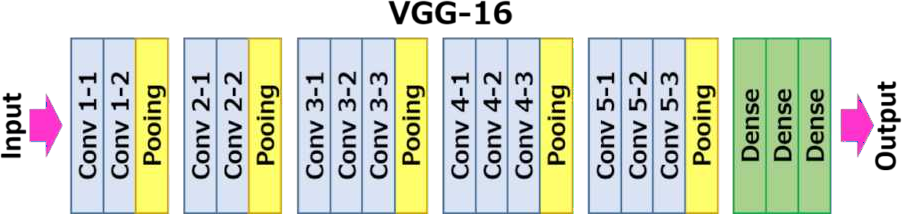 VGG-16
Input
Conv 1-1
Conv 1-2
Pooing
Conv 2-1
Conv 2-2
Pooing
Conv 3-1
Conv 3-2
Conv 3-3
Pooing
Conv 4-1
Conv 4-2
Conv 4-3
Pooing
Conv 5-1
Conv 5-2
Conv 5-3
Pooing
Dense
Dense
Dense
Output